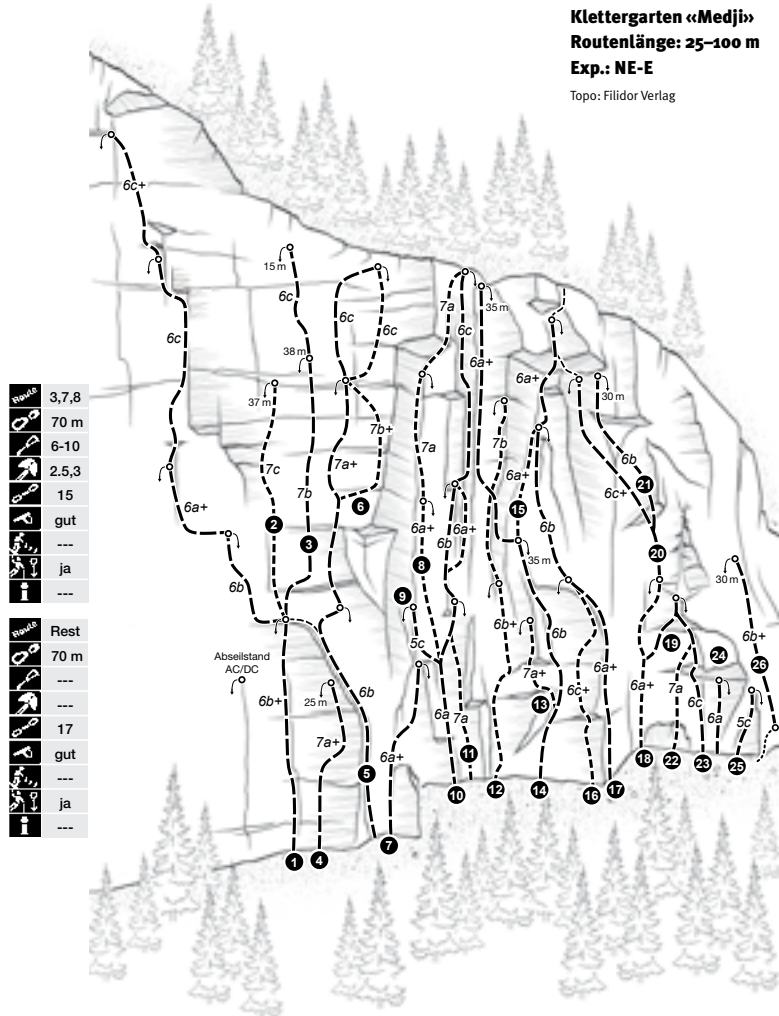 Klettergarten «Medji»
Routenlänge: 25–100 m
Exp.: NE-E
Topo: Filidor Verlag
6c+
15 m
6c
6c
6c
6c
38 m
7a
6c
35 m
6a+
37 m
6a+
30 m
Route 3,7,8
70 m
6-10
2.5,3
15
gut
---
ja
---
7c
7b
7a+
7b+
7a
7b
6a+
6b
6c+
6b
21
6a+
2
3
6
6a+
6b
6a+
15
6b
20
8
35 m
30 m
6b
9
5c
6b+
6b
6a+
19
6b+
Route Rest
70 m
---
---
17
gut
---
ja
---
Abseilstand
AC/DC
6b+
25 m
7a+
6b
6a+
6a
7a
7a+
13
6c+
6a+
7a
6c
24
6a
5c
26
5
11
10
12
14
16
17
18
22
23
25
1
4
7